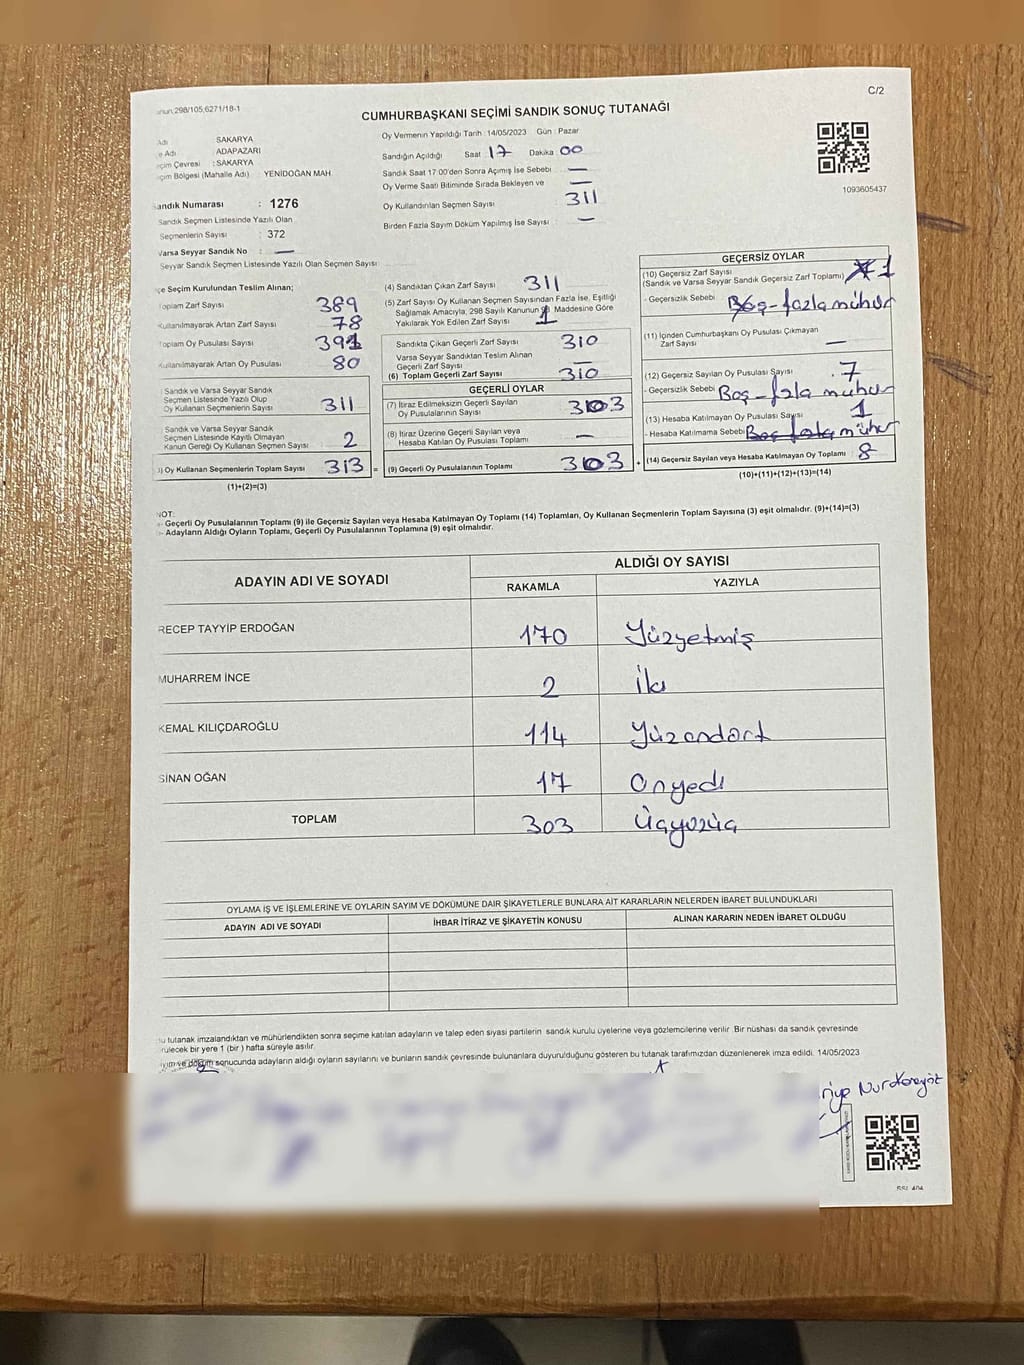 298/105,6271/18-1
C/2
CUMHURBAŞKANI SEÇİMİ SANDIK SONUÇ TUTANAĞI
Adı SAKARYA
Adı ADAPAZARI
çim Çevresi : SAKARYA
çim Bölgesi (Mahalle Adı) : YENİDOĞAN MAH.
andık Numarası : 1276
Sandık Seçmen Listesinde Yazılı Olan
Seçmenlerin Sayısı : 372
Varsa Seyyar Sandık No : —
Seyyar Sandık Seçmen Listesinde Yazılı Olan Seçmen Sayısı
Oy Vermenin Yapıldığı Tarih : 14/05/2023 Gün : Pazar
Sandığın Açıldığı Saat 17 Dakika 00
Sandık Saat 17.00'den Sonra Açımış İse Sebebi —
Oy Verme Saati Bitiminde Sırada Bekleyen ve —
Oy Kullandırılan Seçmen Sayısı : 311
Birden Fazla Sayım Döküm Yapılmış İse Sayısı : —
1093605437
çe Seçim Kurulundan Teslim Alınan;
Toplam Zarf Sayısı 389
Kullanılmayarak Artan Zarf Sayısı 78
Toplam Oy Pusulası Sayısı 391
Kullanılmayarak Artan Oy Pusulası 80
Sandık ve Varsa Seyyar Sandık
Seçmen Listesinde Yazılı Olup
Oy Kullanan Seçmenlerin Sayısı 311
Sandık ve Varsa Seyyar Sandık
Seçmen Listesinde Kayıtlı Olmayan
Kanun Gereği Oy Kullanan Seçmen Sayısı 2
) Oy Kullanan Seçmenlerin Toplam Sayısı 313 =
(1)+(2)=(3)
(4) Sandıktan Çıkan Zarf Sayısı 311
(5) Zarf Sayısı Oy Kullanan Seçmen Sayısından Fazla İse, Eşitliği
Sağlamak Amacıyla, 298 Sayılı Kanunun Maddesine Göre
Yakılarak Yok Edilen Zarf Sayısı 1
Sandıkta Çıkan Geçerli Zarf Sayısı 310
Varsa Seyyar Sandıktan Teslim Alınan
Geçerli Zarf Sayısı —
(6) Toplam Geçerli Zarf Sayısı 310
GEÇERLİ OYLAR
(7) İtiraz Edilmeksizin Geçerli Sayılan
Oy Pusulalarının Sayısı 303
(8) İtiraz Üzerine Geçerli Sayılan veya
Hesaba Katılan Oy Pusulası Toplamı —
(9) Geçerli Oy Pusulalarının Toplamı 303 +
GEÇERSİZ OYLAR
(10) Geçersiz Zarf Sayısı
(Sandık ve Varsa Seyyar Sandık Geçersiz Zarf Toplamı) 1
- Geçersizlik Sebebi Boş-fazla mühür
(11) İçinden Cumhurbaşkanı Oy Pusulası Çıkmayan
Zarf Sayısı —
(12) Geçersiz Sayılan Oy Pusulası Sayısı 7
- Geçersizlik Sebebi Boş-fazla mühür
(13) Hesaba Katılmayan Oy Pusulası Sayısı 1
- Hesaba Katılmama Sebebi Boş fazla mühür
(14) Geçersiz Sayılan veya Hesaba Katılmayan Oy Toplamı : 8
(10)+(11)+(12)+(13)=(14)
NOT:
- Geçerli Oy Pusulalarının Toplamı (9) ile Geçersiz Sayılan veya Hesaba Katılmayan Oy Toplamı (14) Toplamları, Oy Kullanan Seçmenlerin Toplam Sayısına (3) eşit olmalıdır. (9)+(14)=(3)
- Adayların Aldığı Oyların Toplamı, Geçerli Oy Pusulalarının Toplamına (9) eşit olmalıdır.
ADAYIN ADI VE SOYADI
ALDIĞI OY SAYISI
RAKAMLA YAZIYLA
RECEP TAYYİP ERDOĞAN 170 Yüzyetmiş
MUHARREM İNCE 2 İki
KEMAL KILIÇDAROĞLU 114 Yüzondört
SİNAN OĞAN 17 Onyedi
TOPLAM 303 Üçyüzüç
OYLAMA İŞ VE İŞLEMLERİNE VE OYLARIN SAYIM VE DÖKÜMÜNE DAİR ŞİKAYETLERLE BUNLARA AİT KARARLARIN NELERDEN İBARET BULUNDUKLARI
ADAYIN ADI VE SOYADI İHBAR İTİRAZ VE ŞİKAYETİN KONUSU ALINAN KARARIN NEDEN İBARET OLDUĞU
tutanak imzalandıktan ve mühürlendikten sonra seçime katılan adayların ve talep eden siyasi partilerin sandık kurulu üyelerine veya gözlemcilerine verilir. Bir nüshası da sandık çevresinde
rülecek bir yere 1 (bir ) hafta süreyle asılır.
yım ve döküm sonucunda adayların aldığı oyların sayılarını ve bunların sandık çevresinde bulunanlara duyurulduğunu gösteren bu tutanak tarafımızdan düzenlenerek imza edildi. 14/05/2023